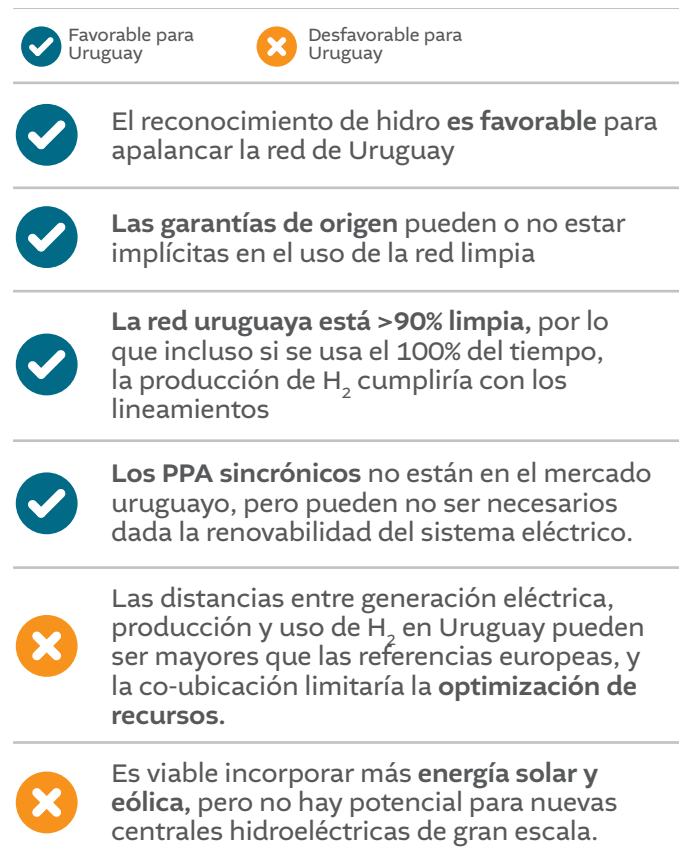 Favorable para
Uruguay
Desfavorable para
Uruguay
El reconocimiento de hidro es favorable para
apalancar la red de Uruguay
Las garantías de origen pueden o no estar
implícitas en el uso de la red limpia
La red uruguaya está >90% limpia, por lo
que incluso si se usa el 100% del tiempo,
la producción de H₂ cumpliría con los
lineamientos
Los PPA sincrónicos no están en el mercado
uruguayo, pero pueden no ser necesarios
dada la renovabilidad del sistema eléctrico.
Las distancias entre generación eléctrica,
producción y uso de H₂ en Uruguay pueden
ser mayores que las referencias europeas, y
la co-ubicación limitaría la optimización de
recursos.
Es viable incorporar más energía solar y
eólica, pero no hay potencial para nuevas
centrales hidroeléctricas de gran escala.